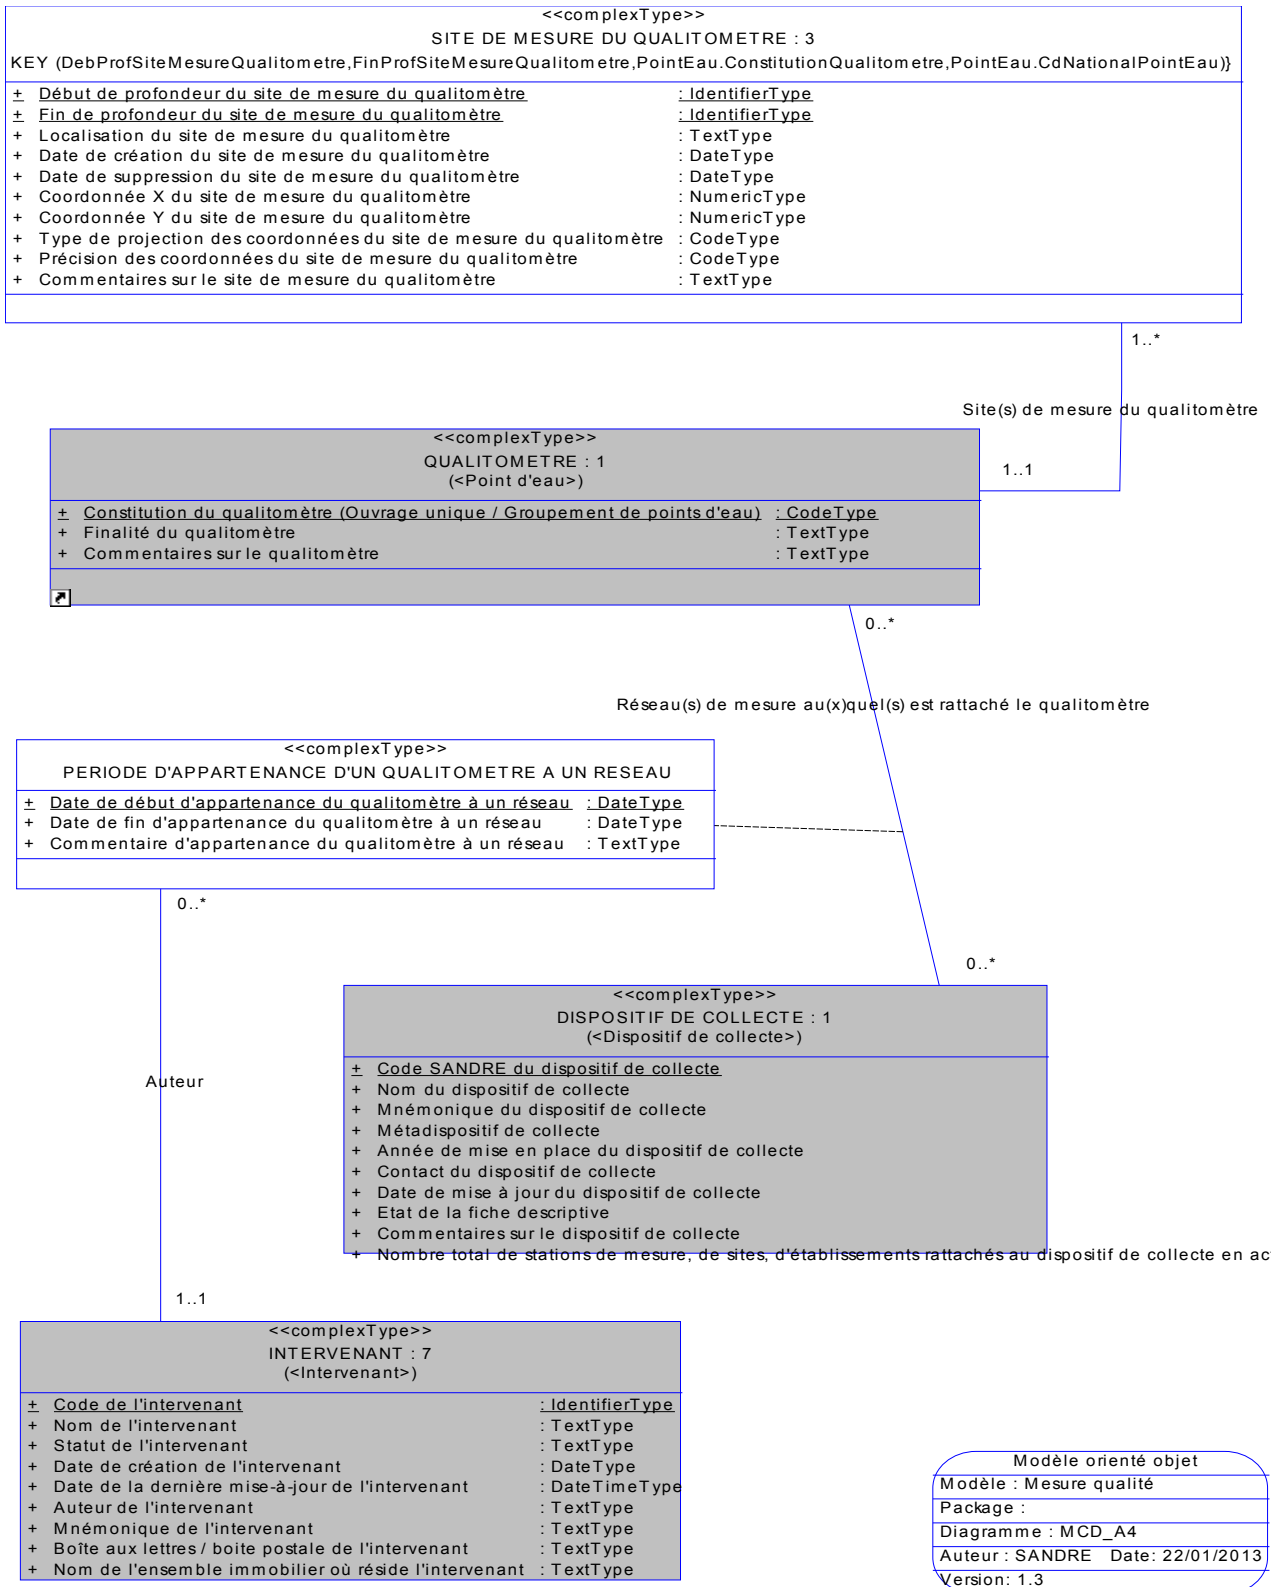 <<complexType>>
SITE DE MESURE DU QUALITOMETRE : 3
KEY (DebProfSiteMesureQualitometre,FinProfSiteMesureQualitometre,PointEau.ConstitutionQualitometre,PointEau.CdNationalPointEau)}
+ Début de profondeur du site de mesure du qualitomètre : IdentifierType
+ Fin de profondeur du site de mesure du qualitomètre : IdentifierType
+ Localisation du site de mesure du qualitomètre : TextType
+ Date de création du site de mesure du qualitomètre : DateType
+ Date de suppression du site de mesure du qualitomètre : DateType
+ Coordonnée X du site de mesure du qualitomètre : NumericType
+ Coordonnée Y du site de mesure du qualitomètre : NumericType
+ Type de projection des coordonnées du site de mesure du qualitomètre : CodeType
+ Précision des coordonnées du site de mesure du qualitomètre : CodeType
+ Commentaires sur le site de mesure du qualitomètre : TextType
1..*
Site(s) de mesure du qualitomètre
1..1
<<complexType>>
QUALITOMETRE : 1
(<Point d'eau>)
+ Constitution du qualitomètre (Ouvrage unique / Groupement de points d'eau) : CodeType
+ Finalité du qualitomètre : TextType
+ Commentaires sur le qualitomètre : TextType
0..*
Réseau(s) de mesure au(x)quel(s) est rattaché le qualitomètre
<<complexType>>
PERIODE D'APPARTENANCE D'UN QUALITOMETRE A UN RESEAU
+ Date de début d'appartenance du qualitomètre à un réseau : DateType
+ Date de fin d'appartenance du qualitomètre à un réseau : DateType
+ Commentaire d'appartenance du qualitomètre à un réseau : TextType
0..*
0..*
<<complexType>>
DISPOSITIF DE COLLECTE : 1
(<Dispositif de collecte>)
+ Code SANDRE du dispositif de collecte
+ Nom du dispositif de collecte
+ Mnémonique du dispositif de collecte
+ Métadispositif de collecte
+ Année de mise en place du dispositif de collecte
+ Contact du dispositif de collecte
+ Date de mise à jour du dispositif de collecte
+ Etat de la fiche descriptive
+ Commentaires sur le dispositif de collecte
+ Nombre total de stations de mesure, de sites, d'établissements rattachés au dispositif de collecte en ac
Auteur
1..1
<<complexType>>
INTERVENANT : 7
(<Intervenant>)
+ Code de l'intervenant : IdentifierType
+ Nom de l'intervenant : TextType
+ Statut de l'intervenant : TextType
+ Date de création de l'intervenant : DateType
+ Date de la dernière mise-à-jour de l'intervenant : DateTimeType
+ Auteur de l'intervenant : TextType
+ Mnémonique de l'intervenant : TextType
+ Boîte aux lettres / boite postale de l'intervenant : TextType
+ Nom de l'ensemble immobilier où réside l'intervenant : TextType
Modèle orienté objet
Modèle : Mesure qualité
Package :
Diagramme : MCD_A4
Auteur : SANDRE Date: 22/01/2013
Version: 1.3